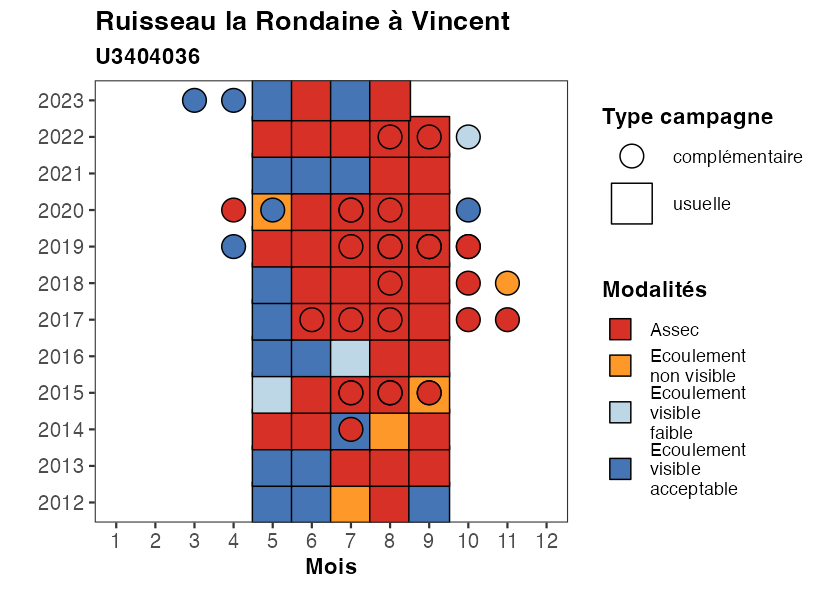 Ruisseau la Rondaine à Vincent
U3404036
2023
2022
2021
2020
2019
2018
2017
2016
2015
2014
2013
2012
1 2 3 4 5 6 7 8 9 10 11 12
Mois
Type campagne
complémentaire
usuelle
Modalités
Assec
Ecoulement
non visible
Ecoulement
visible
faible
Ecoulement
visible
acceptable